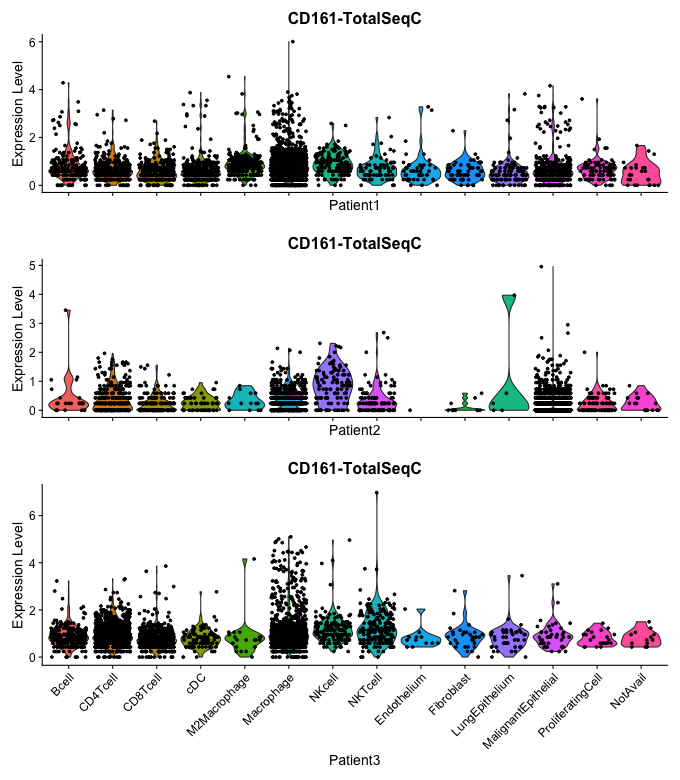 CD161-TotalSeqC
Expression Level
6
4
2
0
Patient1
CD161-TotalSeqC
Expression Level
5
4
3
2
1
0
Patient2
CD161-TotalSeqC
Expression Level
6
4
2
0
Bcell
CD4Tcell
CD8Tcell
cDC
M2Macrophage
Macrophage
NKcell
NKTcell
Endothelium
Fibroblast
LungEpithelium
MalignantEpithelial
ProliferatingCell
NotAvail
Patient3